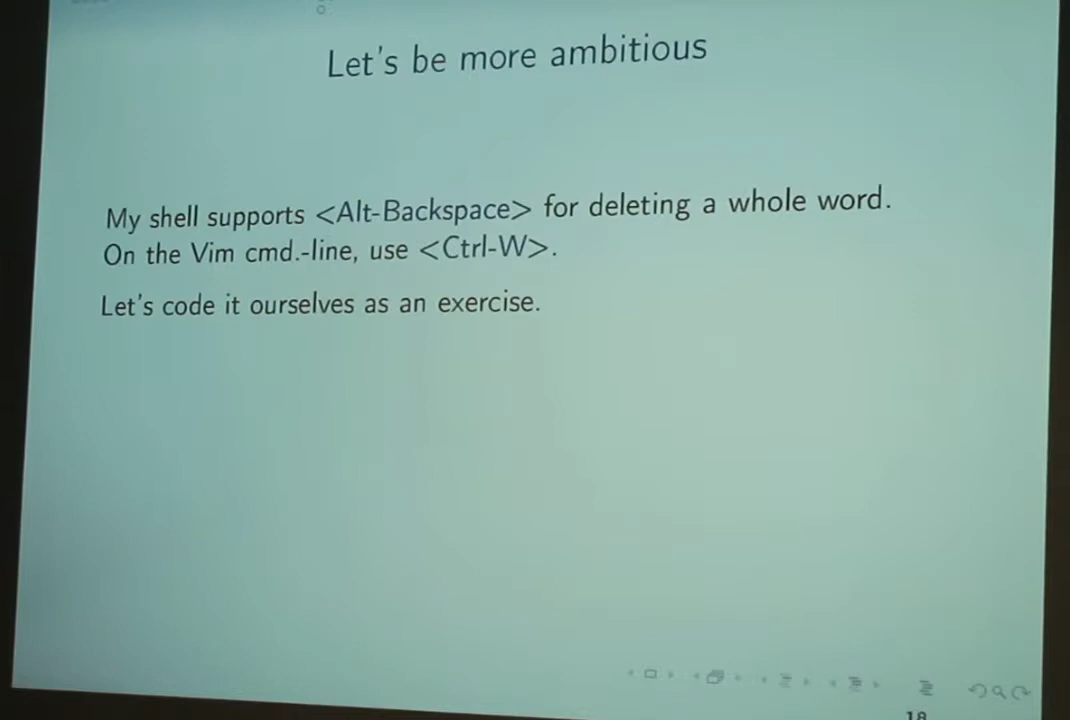 Let's be more ambitious
My shell supports <Alt-Backspace> for deleting a whole word.
On the Vim cmd.-line, use <Ctrl-W>.
Let's code it ourselves as an exercise.
18